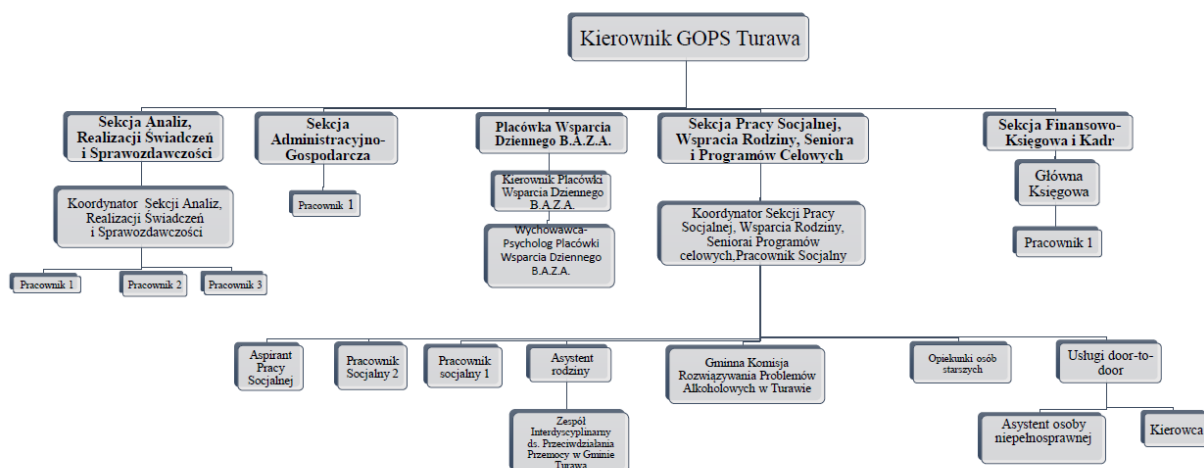 Kierownik GOPS Turawa
Sekcja Analiz,
Realizacji Świadczeń
i Sprawozdawczości
Sekcja
Administracyjno-
Gospodarcza
Placówka Wsparcia
Dziennego B.A.Z.A.
Sekcja Pracy Socjalnej,
Wspracia Rodziny, Seniora
i Programów Celowych
Sekcja Finansowo-
Księgowa i Kadr
Koordynator Sekcji Analiz,
Realizacji Świadczeń
i Sprawozdawczości
Pracownik 1
Kierownik Placówki
Wsparcia Dziennego
B.A.Z.A.
Wychowawca-
Psycholog Placówki
Wsparcia Dziennego
B.A.Z.A.
Koordynator Sekcji Pracy
Socjalnej, Wsparcia Rodziny,
Seniorai Programów
celowych,Pracownik Socjalny
Główna
Księgowa
Pracownik 1
Pracownik 1
Pracownik 2
Pracownik 3
Aspirant
Pracy
Socjalnej
Pracownik
Socjalny 2
Pracownik
socjalny 1
Asystent
rodziny
Gminna Komisja
Rozwiązywania Problemów
Alkoholowych w Turawie
Opiekunki osób
starszych
Usługi door-to-
door
Zespół
Interdyscyplinarny
ds. Przeciwdziałania
Przemocy w Gminie
Turawa
Asystent osoby
niepełnosprawnej
Kierowca